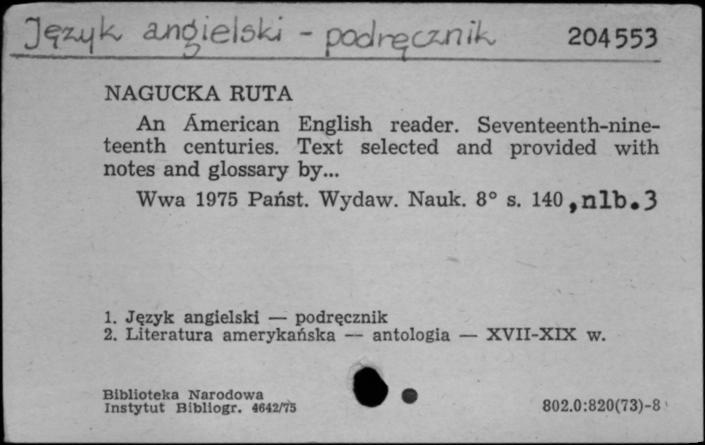 Język angielski - podręcznik 204553
NAGUCKA RUTA
An Ámerican English reader. Seventeenth-nine-
teenth centuries. Text selected and provided with
notes and glossary by...
Wwa 1975 Państ. Wydaw. Nauk. 8° s. 140, nlb. 3
1. Język angielski — podręcznik
2. Literatura amerykańska — antologia — XVII-XIX w.
Biblioteka Narodowa
Instytut Bibliogr. 4642/75 802.0:820(73)-8